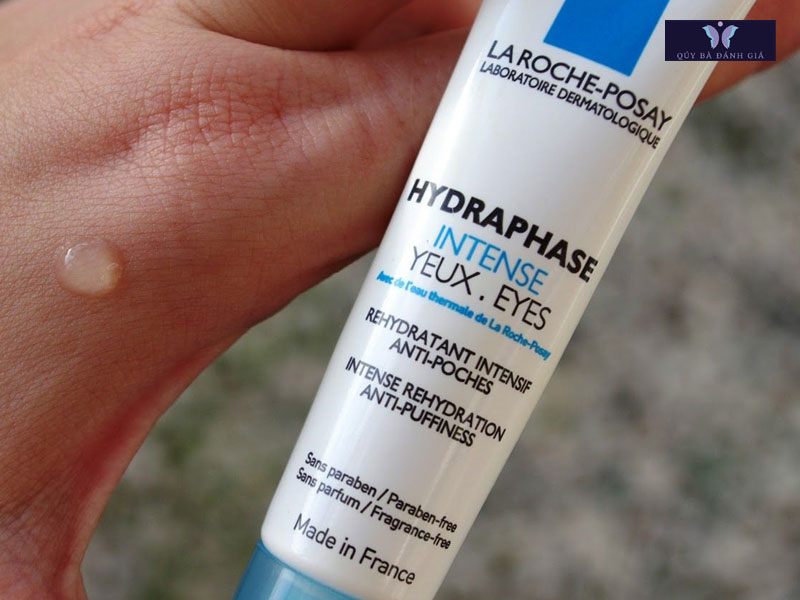 QÚY BÀ ĐÁNH GIÁ
LA ROCHE-POSAY
LABORATOIRE DERMATOLOGIQUE
HYDRAPHASE
INTENSE
YEUX . EYES
Avec de l'eau thermale de La Roche-Posay
REHYDRATANT INTENSIF
ANTI-POCHES
INTENSE REHYDRATION
ANTI-PUFFINESS
Sans paraben / Paraben-free
Sans parfum / Fragrance-free
Made in France